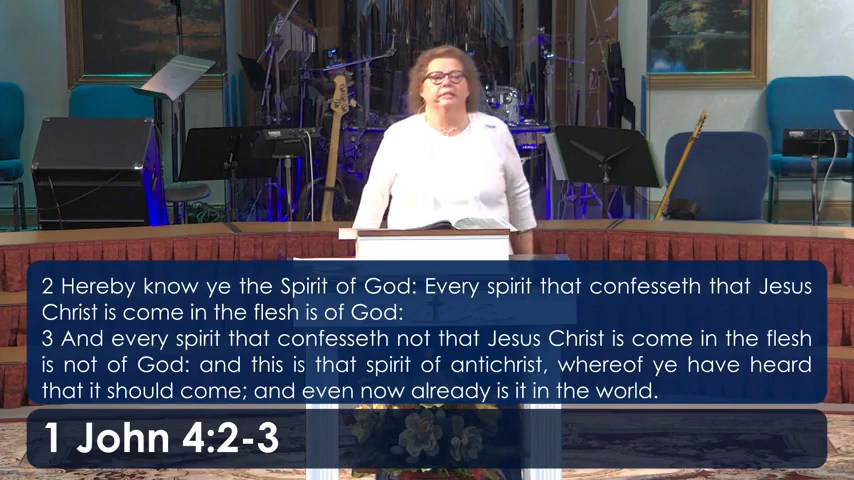 2 Hereby know ye the Spirit of God: Every spirit that confesseth that Jesus
Christ is come in the flesh is of God:
3 And every spirit that confesseth not that Jesus Christ is come in the flesh
is not of God: and this is that spirit of antichrist, whereof ye have heard
that it should come; and even now already is it in the world.
1 John 4:2-3